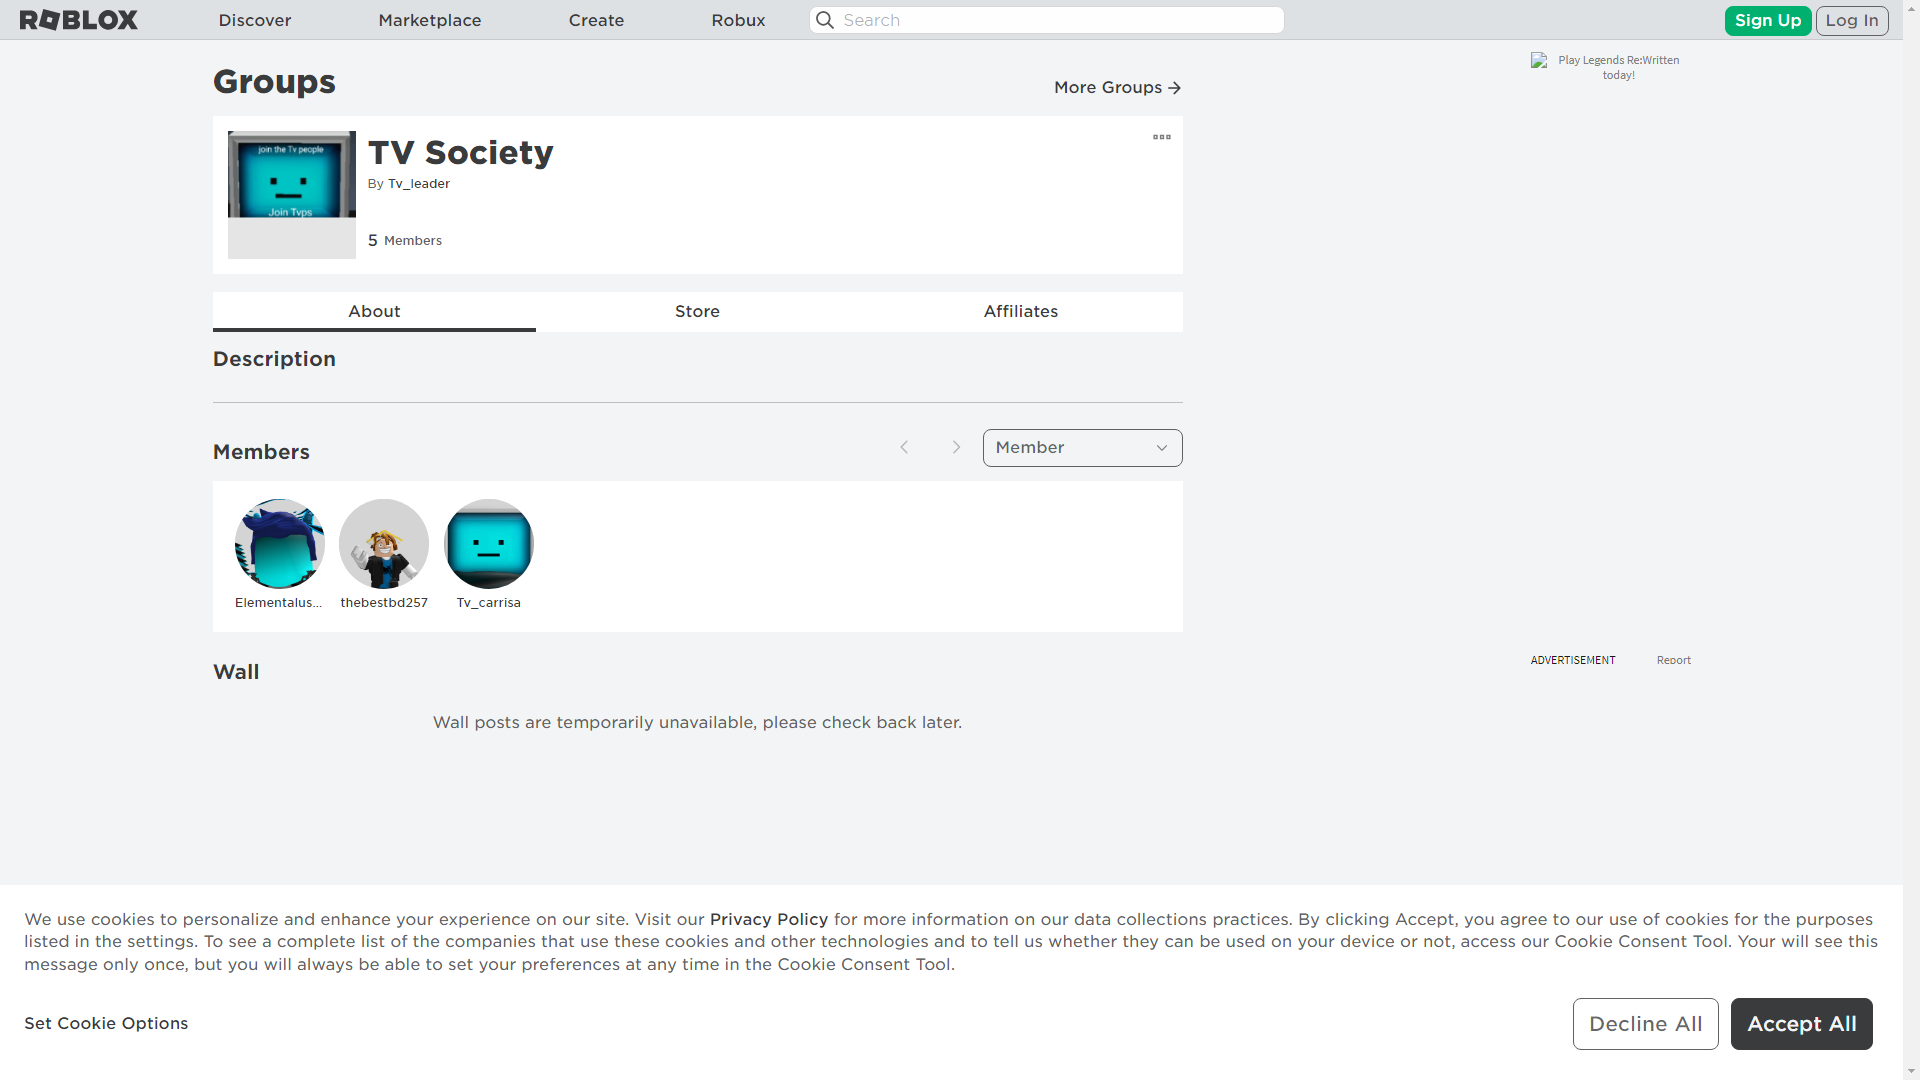 ROBLOX
Discover
Marketplace
Create
Robux
Search
Sign Up
Log In
Play Legends Re:Written
today!
Groups
More Groups
join the Tv people
Join Tvps
TV Society
By Tv_leader
5 Members
About
Store
Affiliates
Description
Members
Member
Elementalus...
thebestbd257
Tv_carrisa
ADVERTISEMENT
Report
Wall
Wall posts are temporarily unavailable, please check back later.
We use cookies to personalize and enhance your experience on our site. Visit our Privacy Policy for more information on our data collections practices. By clicking Accept, you agree to our use of cookies for the purposes
listed in the settings. To see a complete list of the companies that use these cookies and other technologies and to tell us whether they can be used on your device or not, access our Cookie Consent Tool. Your will see this
message only once, but you will always be able to set your preferences at any time in the Cookie Consent Tool.
Set Cookie Options
Decline All
Accept All